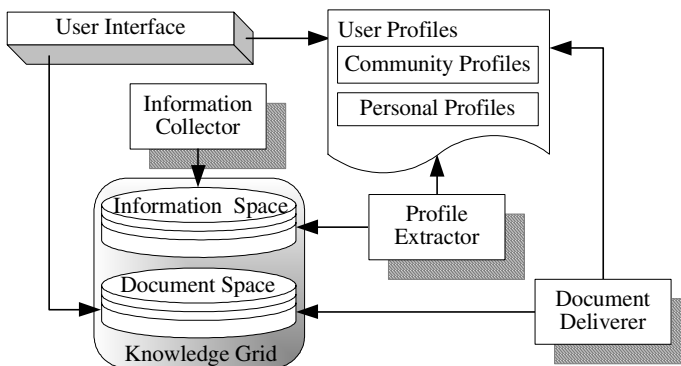 User Interface
User Profiles
Community Profiles
Personal Profiles
Information
Collector
Information Space
Profile
Extractor
Document Space
Document
Deliverer
Knowledge Grid